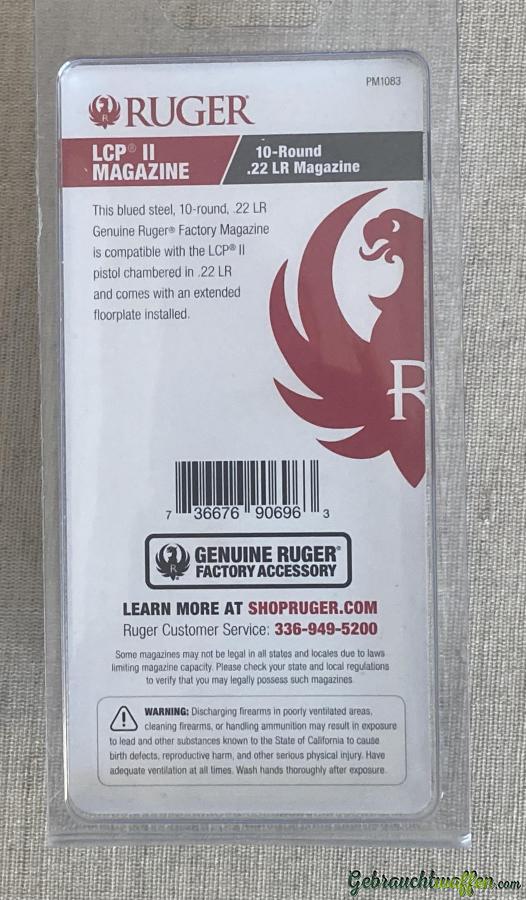 PM1083
RUGER®
LCP® II
MAGAZINE
10-Round
.22 LR Magazine
This blued steel, 10-round, .22 LR
Genuine Ruger® Factory Magazine
is compatible with the LCP® II
pistol chambered in .22 LR
and comes with an extended
floorplate installed.
R
7 36676 90696 3
GENUINE RUGER®
FACTORY ACCESSORY
LEARN MORE AT SHOPRUGER.COM
Ruger Customer Service: 336-949-5200
Some magazines may not be legal in all states and locales due to laws
limiting magazine capacity. Please check your state and local regulations
to verify that you may legally possess such magazines.
WARNING: Discharging firearms in poorly ventilated areas,
cleaning firearms, or handling ammunition may result in exposure
to lead and other substances known to the State of California to cause
birth defects, reproductive harm, and other serious physical injury. Have
adequate ventilation at all times. Wash hands thoroughly after exposure.
Gebrauchtwaffen.com